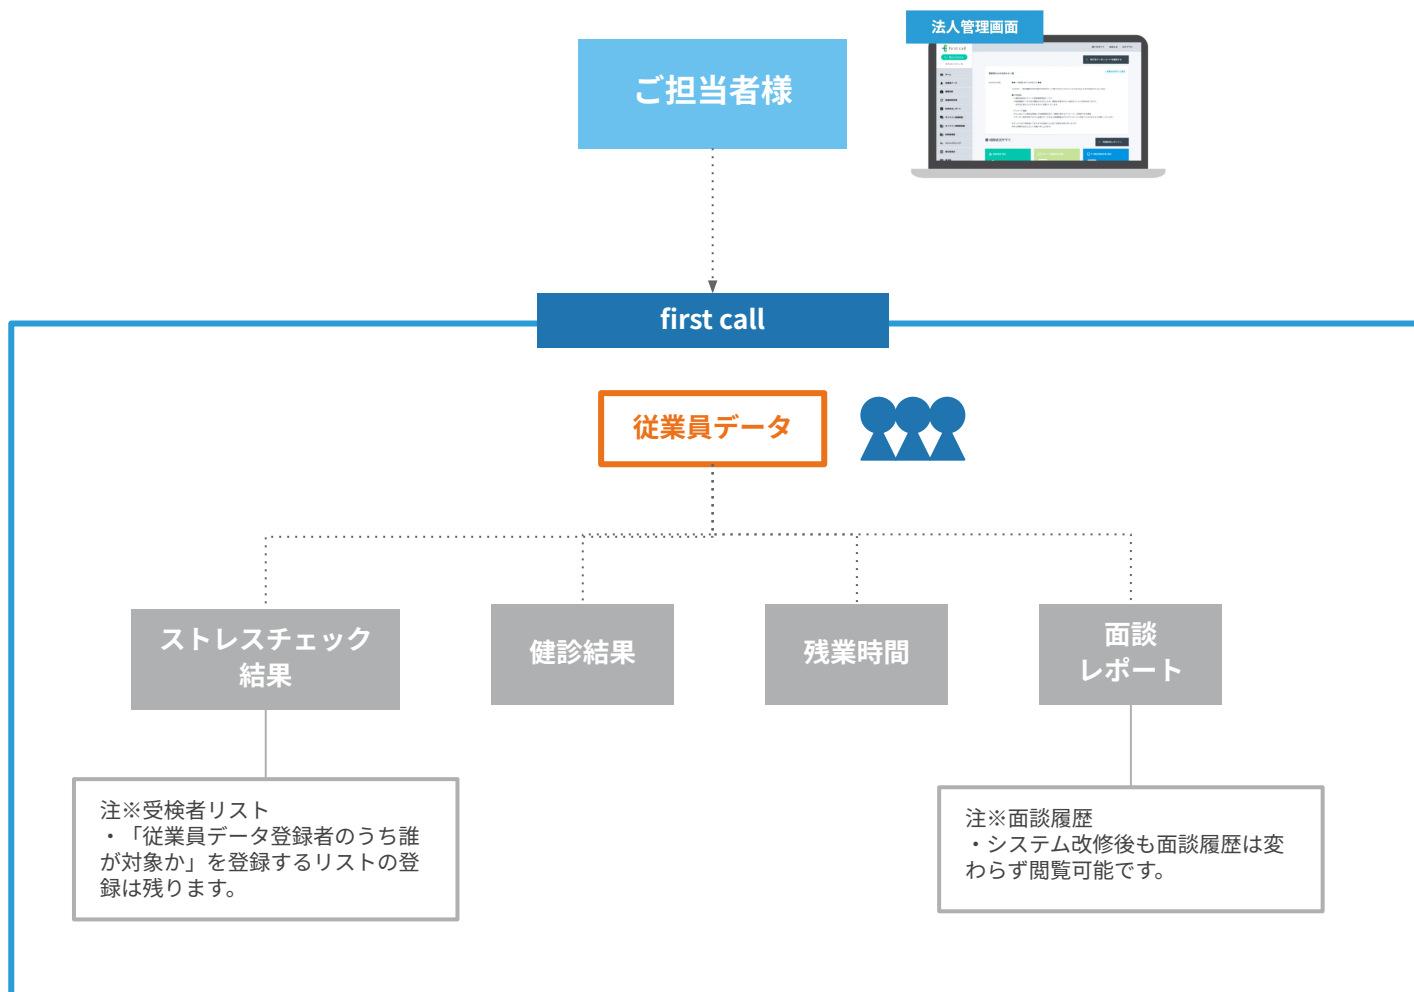 法人管理画面
ご担当者様
first call
従業員データ
ストレスチェック
結果
健診結果
残業時間
面談
レポート
注※受検者リスト
・「従業員データ登録者のうち誰
が対象か」を登録するリストの登
録は残ります。
注※面談履歴
・システム改修後も面談履歴は変
わらず閲覧可能です。